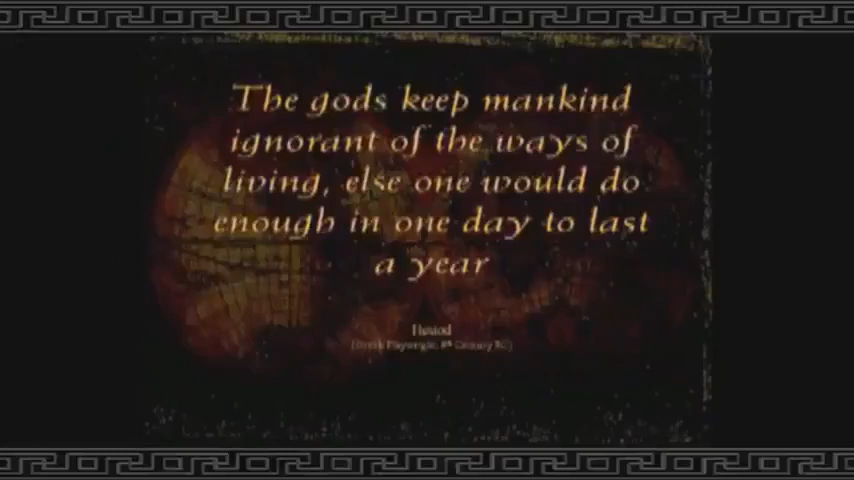 The gods keep mankind
ignorant of the ways of
living, else one would do
enough in one day to last
a year
Hesiod
(Greek Playwright, 8th Century BC)